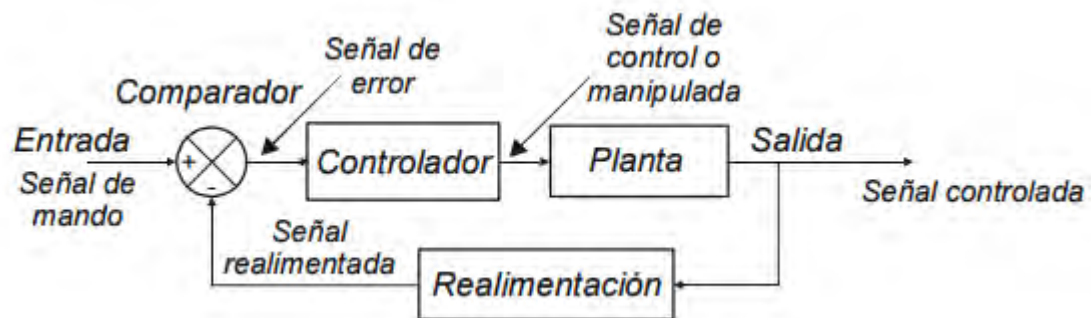 Señal de
error
Señal de
control o
manipulada
Comparador
Entrada
+
-
Señal de
mando
Controlador
Planta
Salida
Señal controlada
Señal
realimentada
Realimentación